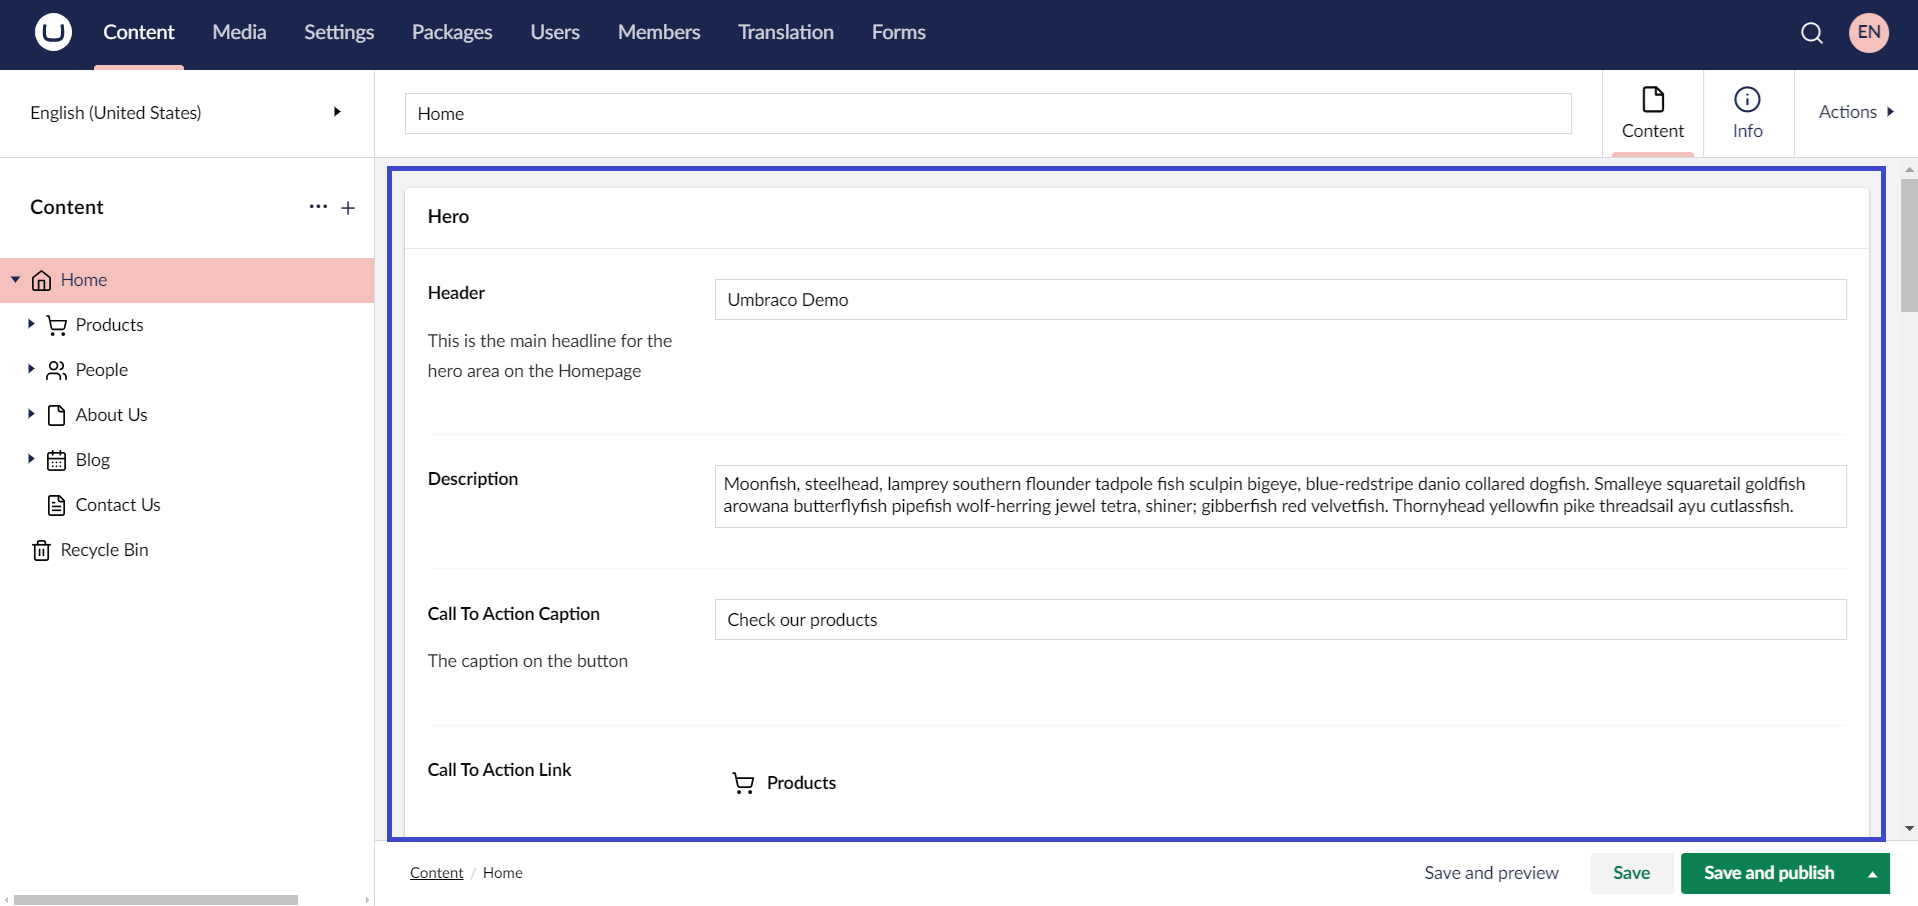 Content
Media
Settings
Packages
Users
Members
Translation
Forms
EN
English (United States)
Home
Content
Info
Actions
Content
Home
Products
People
About Us
Blog
Contact Us
Recycle Bin
Hero
Header
This is the main headline for the
hero area on the Homepage
Umbraco Demo
Description
Moonfish, steelhead, lamprey southern flounder tadpole fish sculpin bigeye, blue-redstripe danio collared dogfish. Smalleye squaretail goldfish
arowana butterflyfish pipefish wolf-herring jewel tetra, shiner; gibberfish red velvetfish. Thornyhead yellowfin pike threadsail ayu cutlassfish.
Call To Action Caption
The caption on the button
Check our products
Call To Action Link
Products
Content / Home
Save and preview
Save
Save and publish